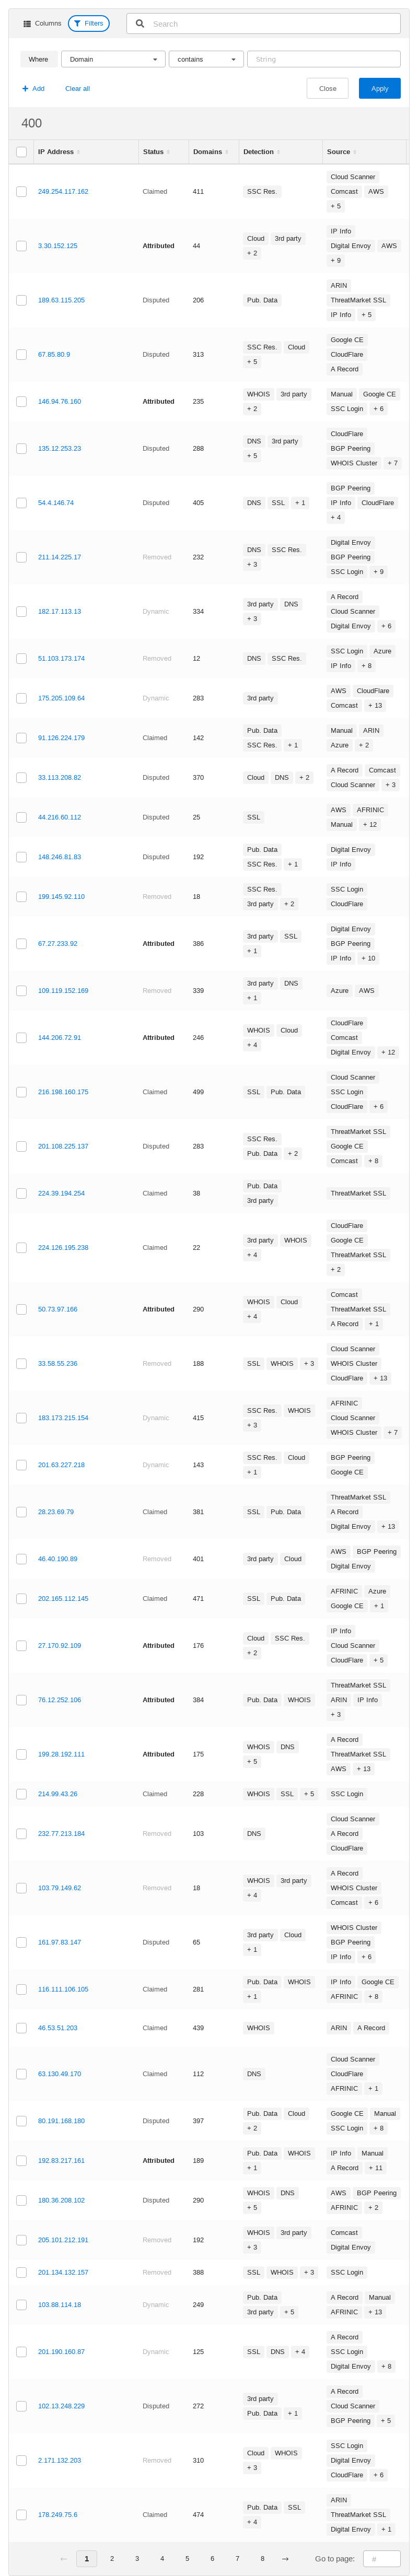 Columns Filters Search
Where Domain contains String
Add Clear all Close Apply
400
IP Address Status Domains Detection Source
249.254.117.162 Claimed 411 SSC Res. Cloud Scanner Comcast AWS + 5
3.30.152.125 Attributed 44 Cloud 3rd party + 2 IP Info Digital Envoy AWS + 9
189.63.115.205 Disputed 206 Pub. Data ARIN ThreatMarket SSL IP Info + 5
67.85.80.9 Disputed 313 SSC Res. Cloud + 5 Google CE CloudFlare A Record
146.94.76.160 Attributed 235 WHOIS 3rd party + 2 Manual Google CE SSC Login + 6
135.12.253.23 Disputed 288 DNS 3rd party + 5 CloudFlare BGP Peering WHOIS Cluster + 7
54.4.146.74 Disputed 405 DNS SSL + 1 BGP Peering IP Info CloudFlare + 4
211.14.225.17 Removed 232 DNS SSC Res. + 3 Digital Envoy BGP Peering SSC Login + 9
182.17.113.13 Dynamic 334 3rd party DNS + 3 A Record Cloud Scanner Digital Envoy + 6
51.103.173.174 Removed 12 DNS SSC Res. SSC Login Azure IP Info + 8
175.205.109.64 Dynamic 283 3rd party AWS CloudFlare Comcast + 13
91.126.224.179 Claimed 142 Pub. Data SSC Res. + 1 Manual ARIN Azure + 2
33.113.208.82 Disputed 370 Cloud DNS + 2 A Record Comcast Cloud Scanner + 3
44.216.60.112 Disputed 25 SSL AWS AFRINIC Manual + 12
148.246.81.83 Disputed 192 Pub. Data SSC Res. + 1 Digital Envoy IP Info
199.145.92.110 Removed 18 SSC Res. 3rd party + 2 SSC Login CloudFlare
67.27.233.92 Attributed 386 3rd party SSL + 1 Digital Envoy BGP Peering IP Info + 10
109.119.152.169 Removed 339 3rd party DNS + 1 Azure AWS
144.206.72.91 Attributed 246 WHOIS Cloud + 4 CloudFlare Comcast Digital Envoy + 12
216.198.160.175 Claimed 499 SSL Pub. Data Cloud Scanner SSC Login CloudFlare + 6
201.108.225.137 Disputed 283 SSC Res. Pub. Data + 2 ThreatMarket SSL Google CE Comcast + 8
224.39.194.254 Claimed 38 Pub. Data 3rd party ThreatMarket SSL
224.126.195.238 Claimed 22 3rd party WHOIS + 4 CloudFlare Google CE ThreatMarket SSL + 2
50.73.97.166 Attributed 290 WHOIS Cloud + 4 Comcast ThreatMarket SSL A Record + 1
33.58.55.236 Removed 188 SSL WHOIS + 3 Cloud Scanner WHOIS Cluster CloudFlare + 13
183.173.215.154 Dynamic 415 SSC Res. WHOIS + 3 AFRINIC Cloud Scanner WHOIS Cluster + 7
201.63.227.218 Dynamic 143 SSC Res. Cloud + 1 BGP Peering Google CE
28.23.69.79 Claimed 381 SSL Pub. Data ThreatMarket SSL A Record Digital Envoy + 13
46.40.190.89 Removed 401 3rd party Cloud AWS BGP Peering Digital Envoy
202.165.112.145 Claimed 471 SSL Pub. Data AFRINIC Azure Google CE + 1
27.170.92.109 Attributed 176 Cloud SSC Res. + 2 IP Info Cloud Scanner CloudFlare + 5
76.12.252.106 Attributed 384 Pub. Data WHOIS ThreatMarket SSL ARIN IP Info + 3
199.28.192.111 Attributed 175 WHOIS DNS + 5 A Record ThreatMarket SSL AWS + 13
214.99.43.26 Claimed 228 WHOIS SSL + 5 SSC Login
232.77.213.184 Removed 103 DNS Cloud Scanner A Record CloudFlare
103.79.149.62 Removed 18 WHOIS 3rd party + 4 A Record WHOIS Cluster Comcast + 6
161.97.83.147 Disputed 65 3rd party Cloud + 1 WHOIS Cluster BGP Peering IP Info + 6
116.111.106.105 Claimed 281 Pub. Data WHOIS + 1 IP Info Google CE AFRINIC + 8
46.53.51.203 Claimed 439 WHOIS ARIN A Record
63.130.49.170 Claimed 112 DNS Cloud Scanner CloudFlare AFRINIC + 1
80.191.168.180 Disputed 397 Pub. Data Cloud + 2 Google CE Manual SSC Login + 8
192.83.217.161 Attributed 189 Pub. Data WHOIS + 1 IP Info Manual A Record + 11
180.36.208.102 Disputed 290 WHOIS DNS + 5 AWS BGP Peering AFRINIC + 2
205.101.212.191 Removed 192 WHOIS 3rd party + 3 Comcast Digital Envoy
201.134.132.157 Removed 388 SSL WHOIS + 3 SSC Login
103.88.114.18 Dynamic 249 Pub. Data 3rd party + 5 A Record Manual AFRINIC + 13
201.190.160.87 Dynamic 125 SSL DNS + 4 A Record SSC Login Digital Envoy + 8
102.13.248.229 Disputed 272 3rd party Pub. Data + 1 A Record Cloud Scanner BGP Peering + 5
2.171.132.203 Removed 310 Cloud WHOIS + 3 SSC Login Digital Envoy CloudFlare + 6
178.249.75.6 Claimed 474 Pub. Data SSL + 4 ARIN ThreatMarket SSL Digital Envoy + 1
← 1 2 3 4 5 6 7 8 → Go to page: #